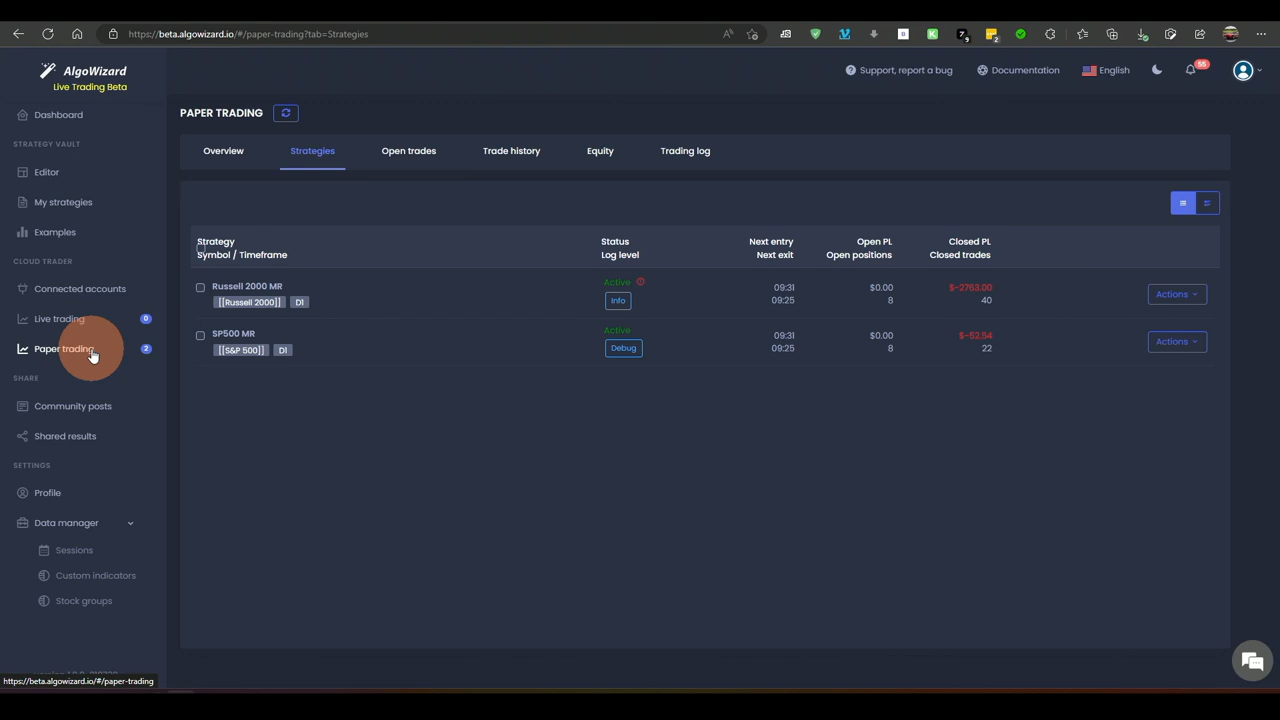 https://beta.algowizard.io/#/paper-trading?tab=Strategies
AlgoWizard
Live Trading Beta
Support, report a bug
Documentation
English
55
Dashboard
STRATEGY VAULT
Editor
My strategies
Examples
CLOUD TRADER
Connected accounts
Live trading 0
Paper trading 2
SHARE
Community posts
Shared results
SETTINGS
Profile
Data manager
Sessions
Custom indicators
Stock groups
https://beta.algowizard.io/#/paper-trading
PAPER TRADING
Overview Strategies Open trades Trade history Equity Trading log
Strategy Status Next entry Open PL Closed PL
Symbol / Timeframe Log level Next exit Open positions Closed trades
Russell 2000 MR Active 09:31 $0.00 $-2763.00 Actions
[[Russell 2000]] D1 Info 09:25 8 40
SP500 MR Active 09:31 $0.00 $-52.54 Actions
[[S&P 500]] D1 Debug 09:25 8 22